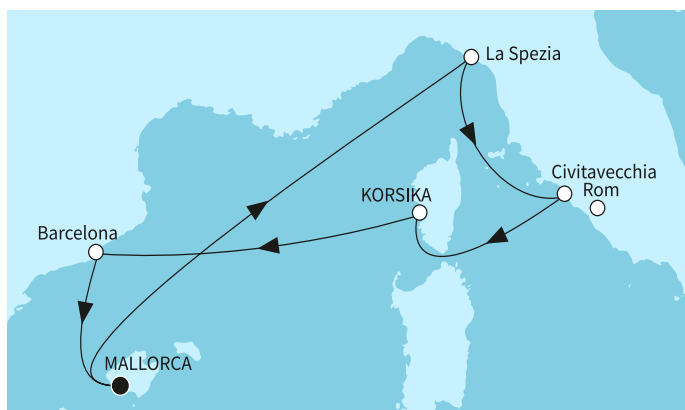 La Spezia
Civitavecchia
Rom
KORSIKA
Barcelona
MALLORCA